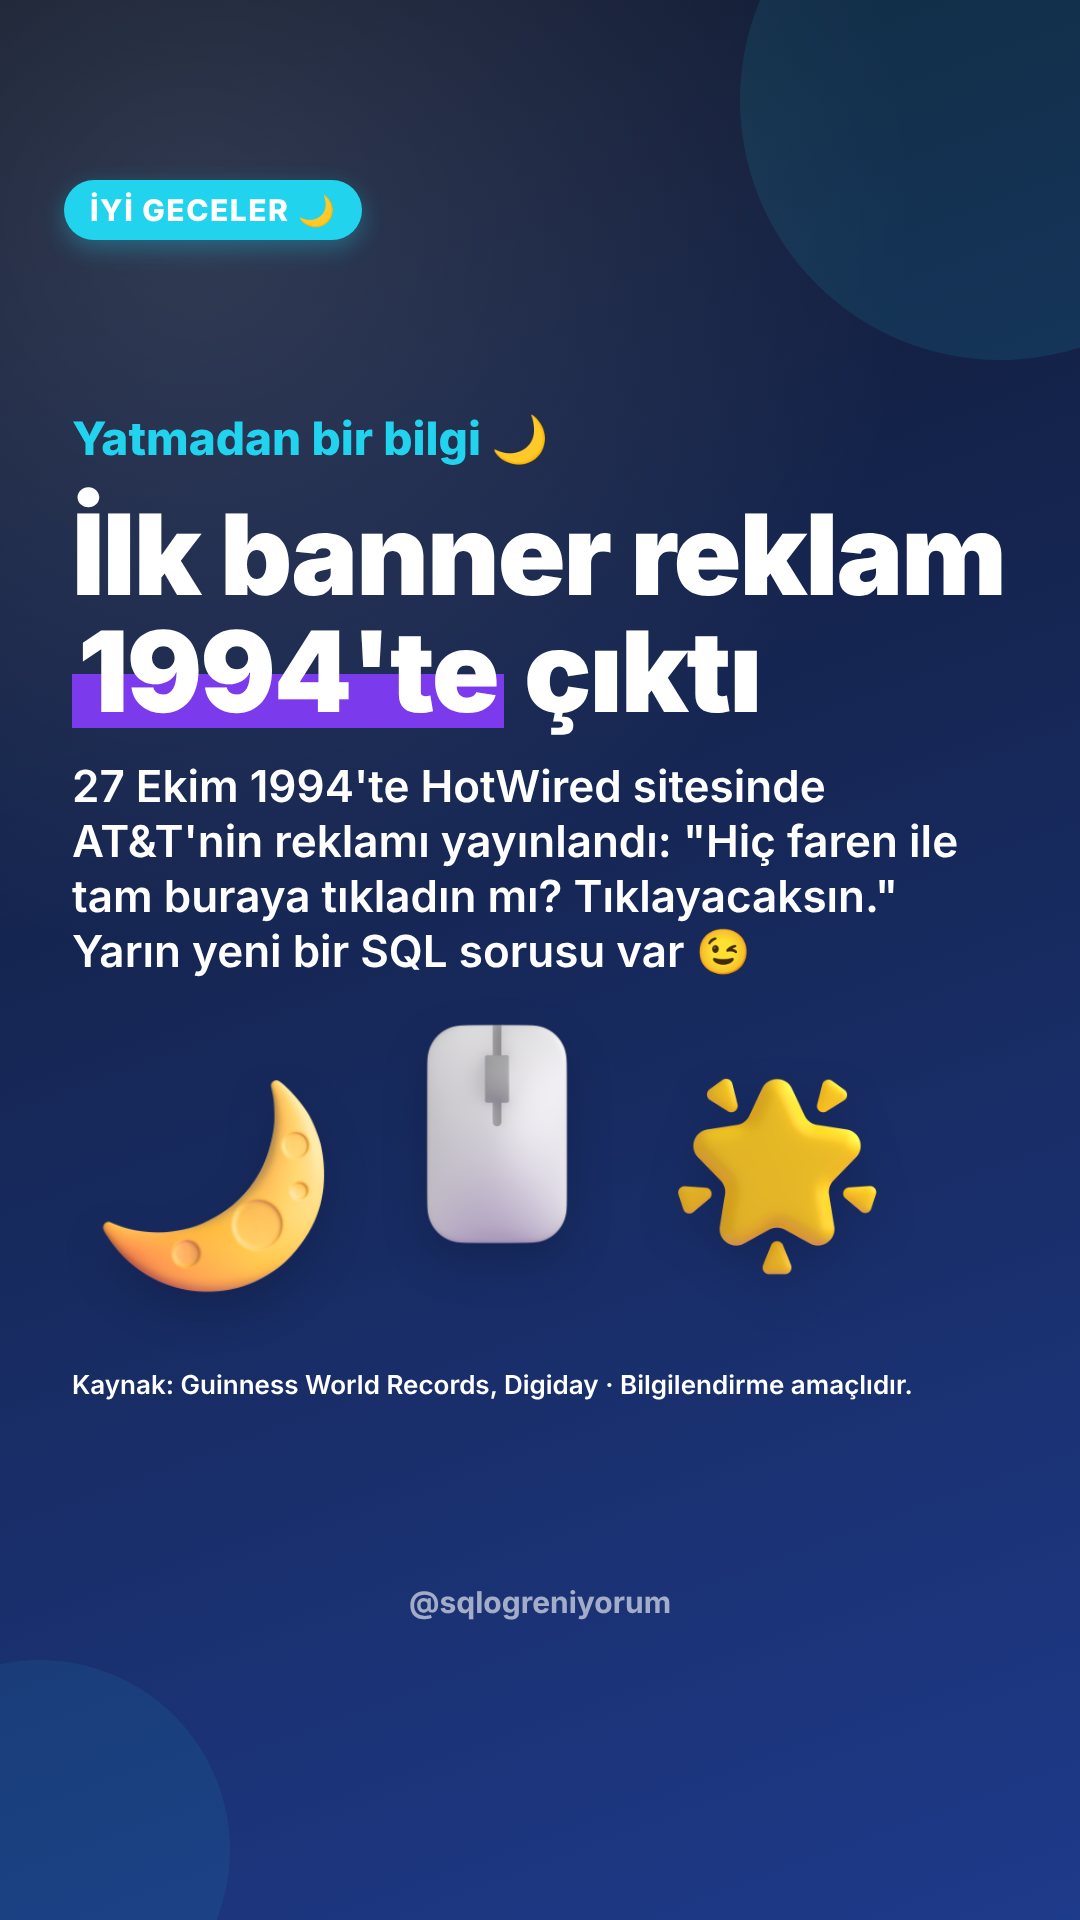 İYİ GECELER 🌙
Yatmadan bir bilgi 🌙
İlk banner reklam
1994'te çıktı
27 Ekim 1994'te HotWired sitesinde
AT&T'nin reklamı yayınlandı: "Hiç faren ile
tam buraya tıkladın mı? Tıklayacaksın."
Yarın yeni bir SQL sorusu var 😉
Kaynak: Guinness World Records, Digiday · Bilgilendirme amaçlıdır.
@sqlogreniyorum